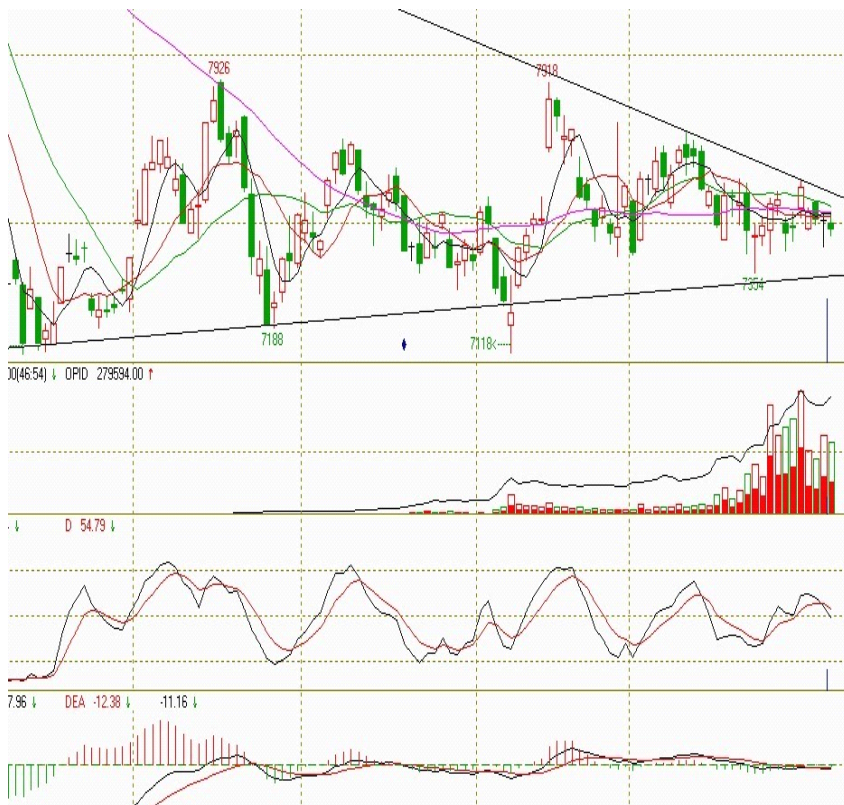 7926
7918
7354
7188
7118
00(46:54) ↓ OPID 279594.00 ↑
↓ D 54.79 ↓
7.96 ↓ DEA -12.38 ↓ -11.16 ↓